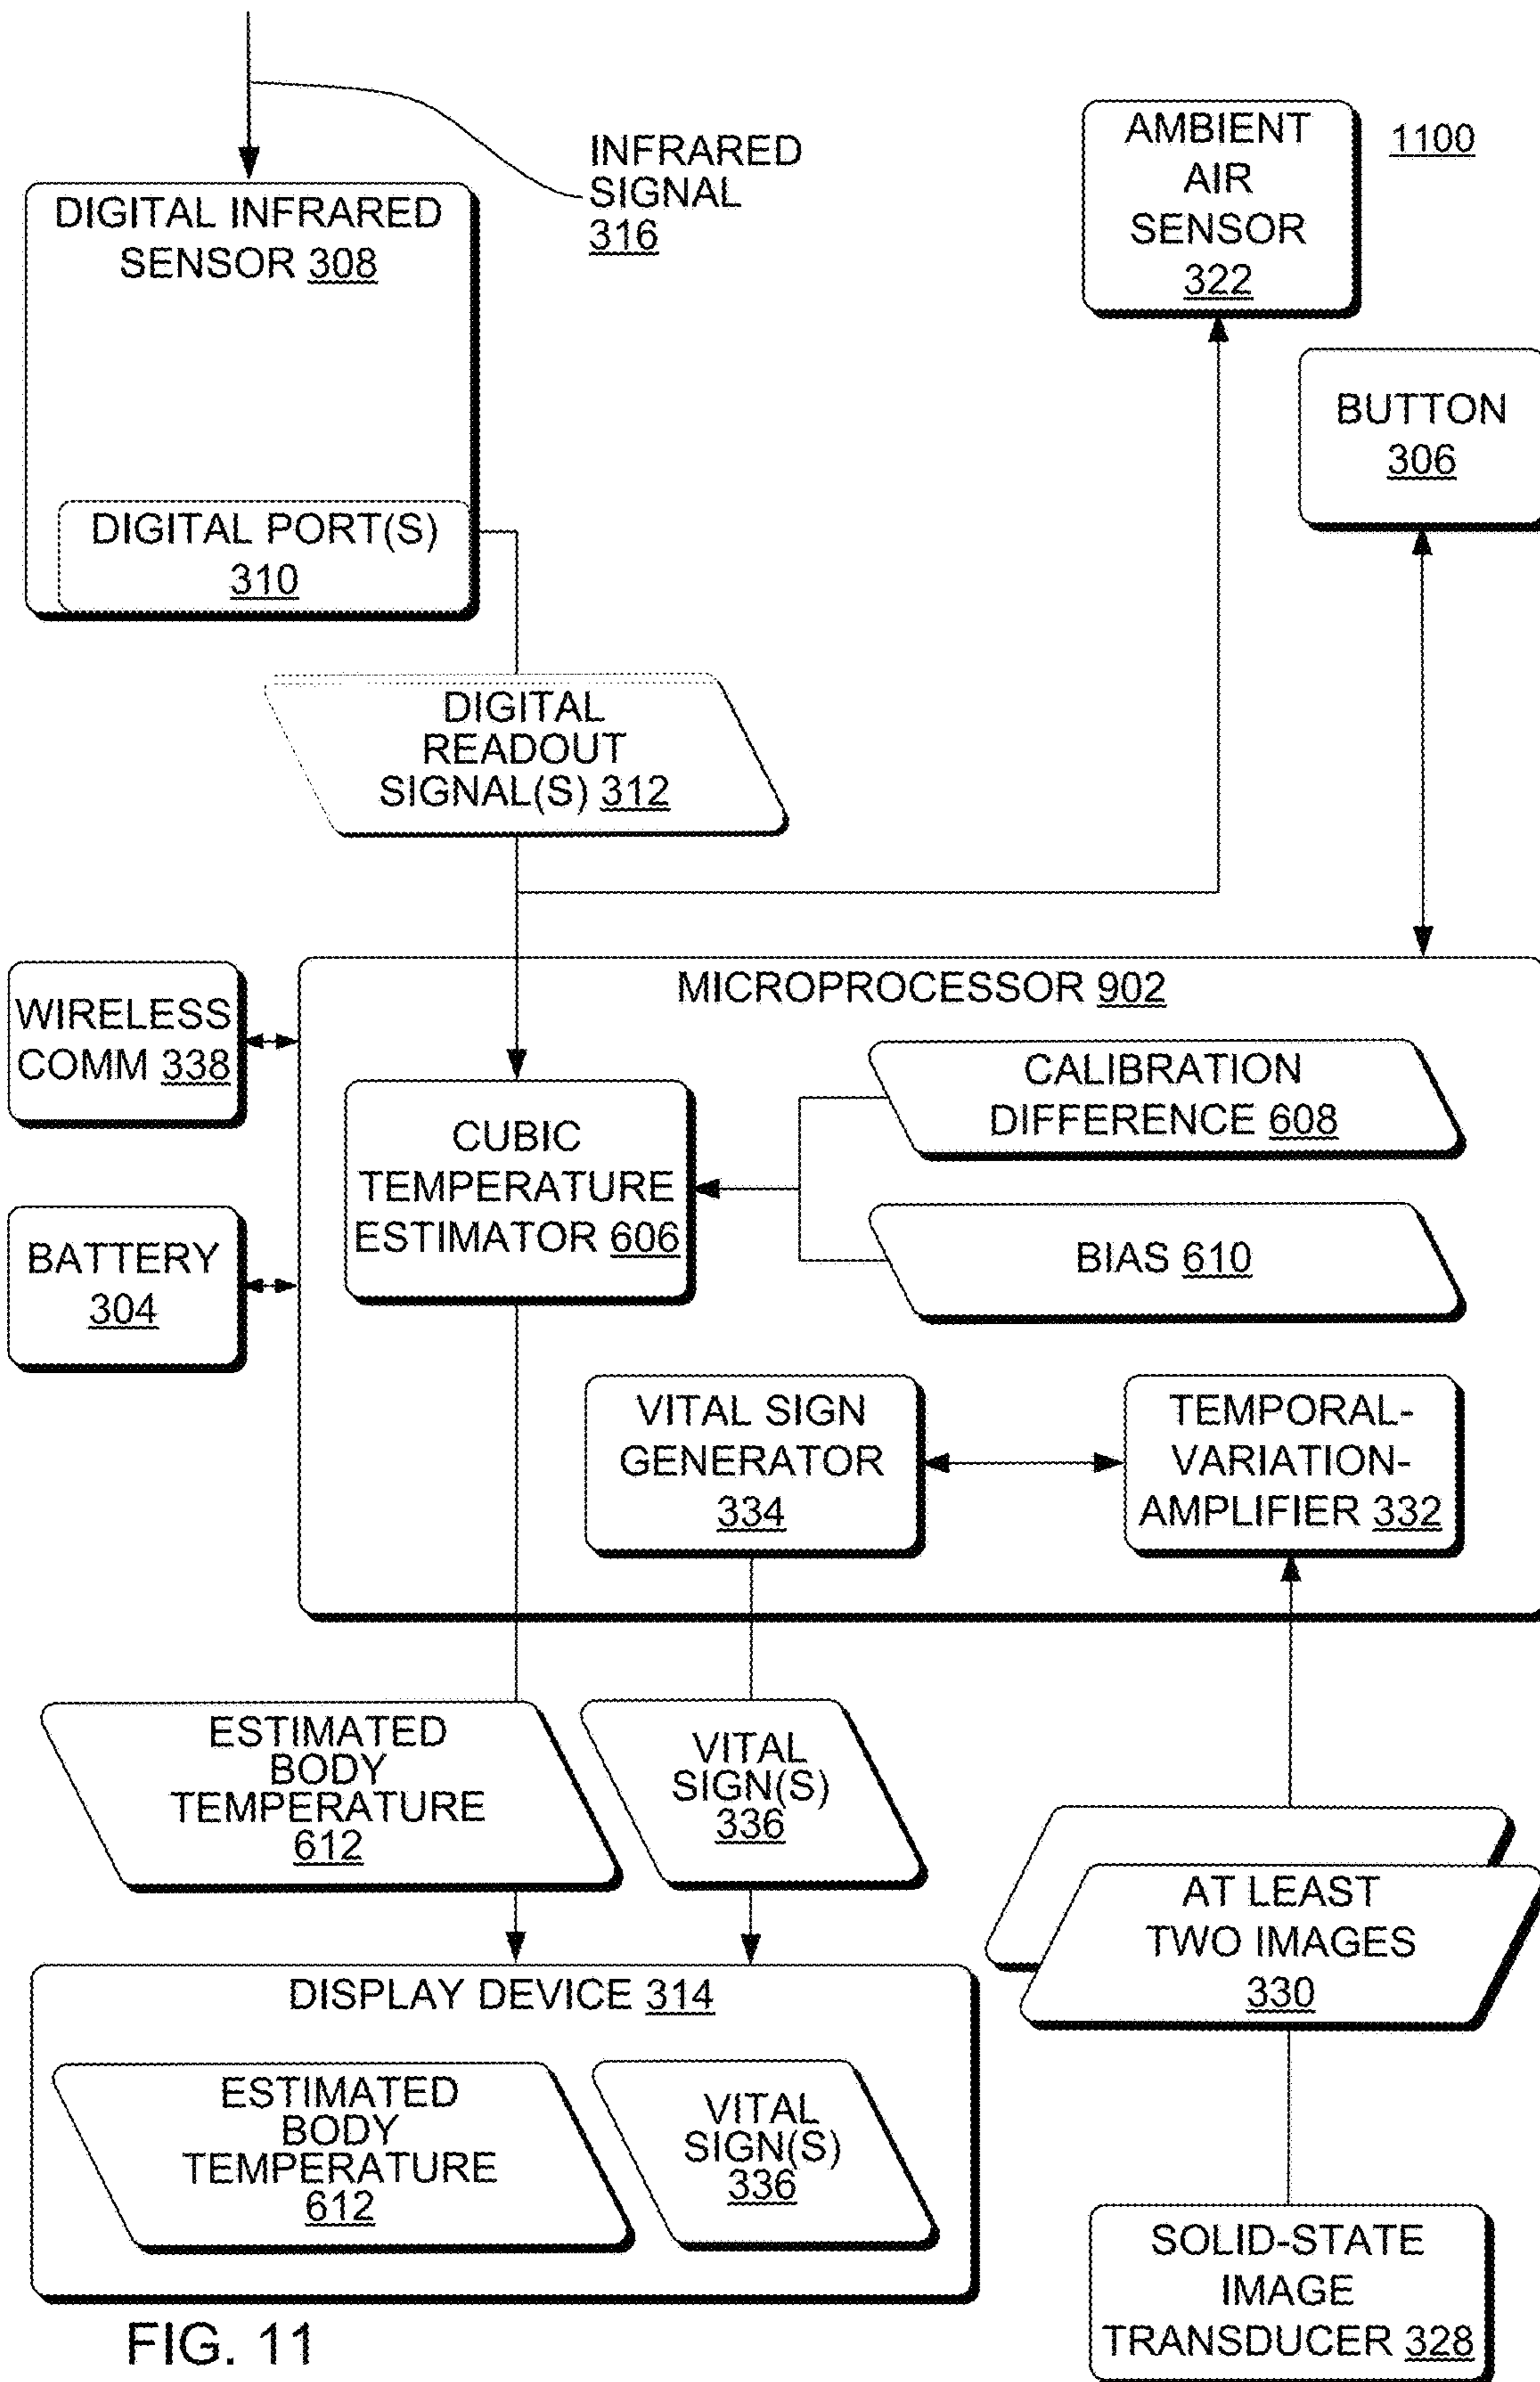 INFRARED
SIGNAL
316
AMBIENT
AIR
SENSOR
322
1100
DIGITAL INFRARED
SENSOR 308
BUTTON
306
DIGITAL PORT(S)
310
DIGITAL
READOUT
SIGNAL(S) 312
MICROPROCESSOR 902
WIRELESS
COMM 338
CALIBRATION
DIFFERENCE 608
CUBIC
TEMPERATURE
ESTIMATOR 606
BATTERY
304
BIAS 610
VITAL SIGN
GENERATOR
334
TEMPORAL-
VARIATION-
AMPLIFIER 332
ESTIMATED
BODY
TEMPERATURE
612
VITAL
SIGN(S)
336
AT LEAST
TWO IMAGES
330
DISPLAY DEVICE 314
ESTIMATED
BODY
TEMPERATURE
612
VITAL
SIGN(S)
336
SOLID-STATE
IMAGE
TRANSDUCER 328
FIG. 11